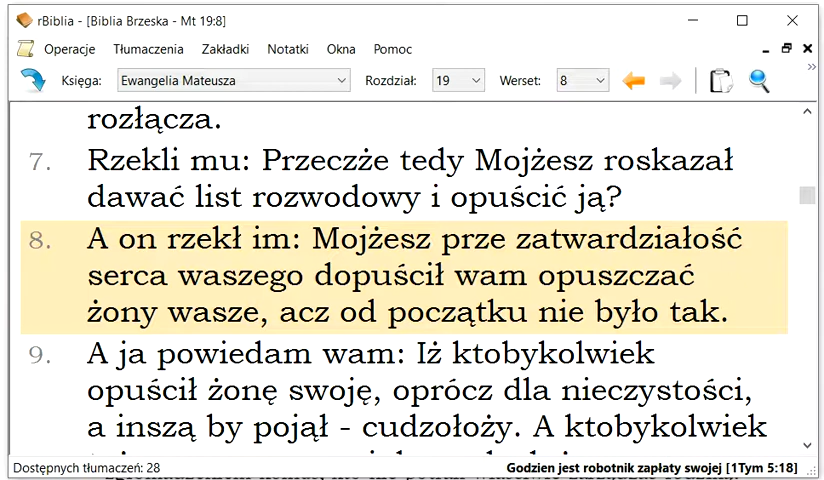 rBiblia - [Biblia Brzeska - Mt 19:8]
Operacje Tłumaczenia Zakładki Notatki Okna Pomoc
Księga: Ewangelia Mateusza Rozdział: 19 Werset: 8
rozłącza.
7. Rzekli mu: Przeczże tedy Mojżesz roskazał
dawać list rozwodowy i opuścić ją?
8. A on rzekł im: Mojżesz prze zatwardziałość
serca waszego dopuścił wam opuszczać
żony wasze, acz od początku nie było tak.
9. A ja powiedam wam: Iż ktobykolwiek
opuścił żonę swoję, oprócz dla nieczystości,
a inszą by pojął - cudzołoży. A ktobykolwiek
Dostępnych tłumaczeń: 28 Godzien jest robotnik zapłaty swojej [1Tym 5:18]